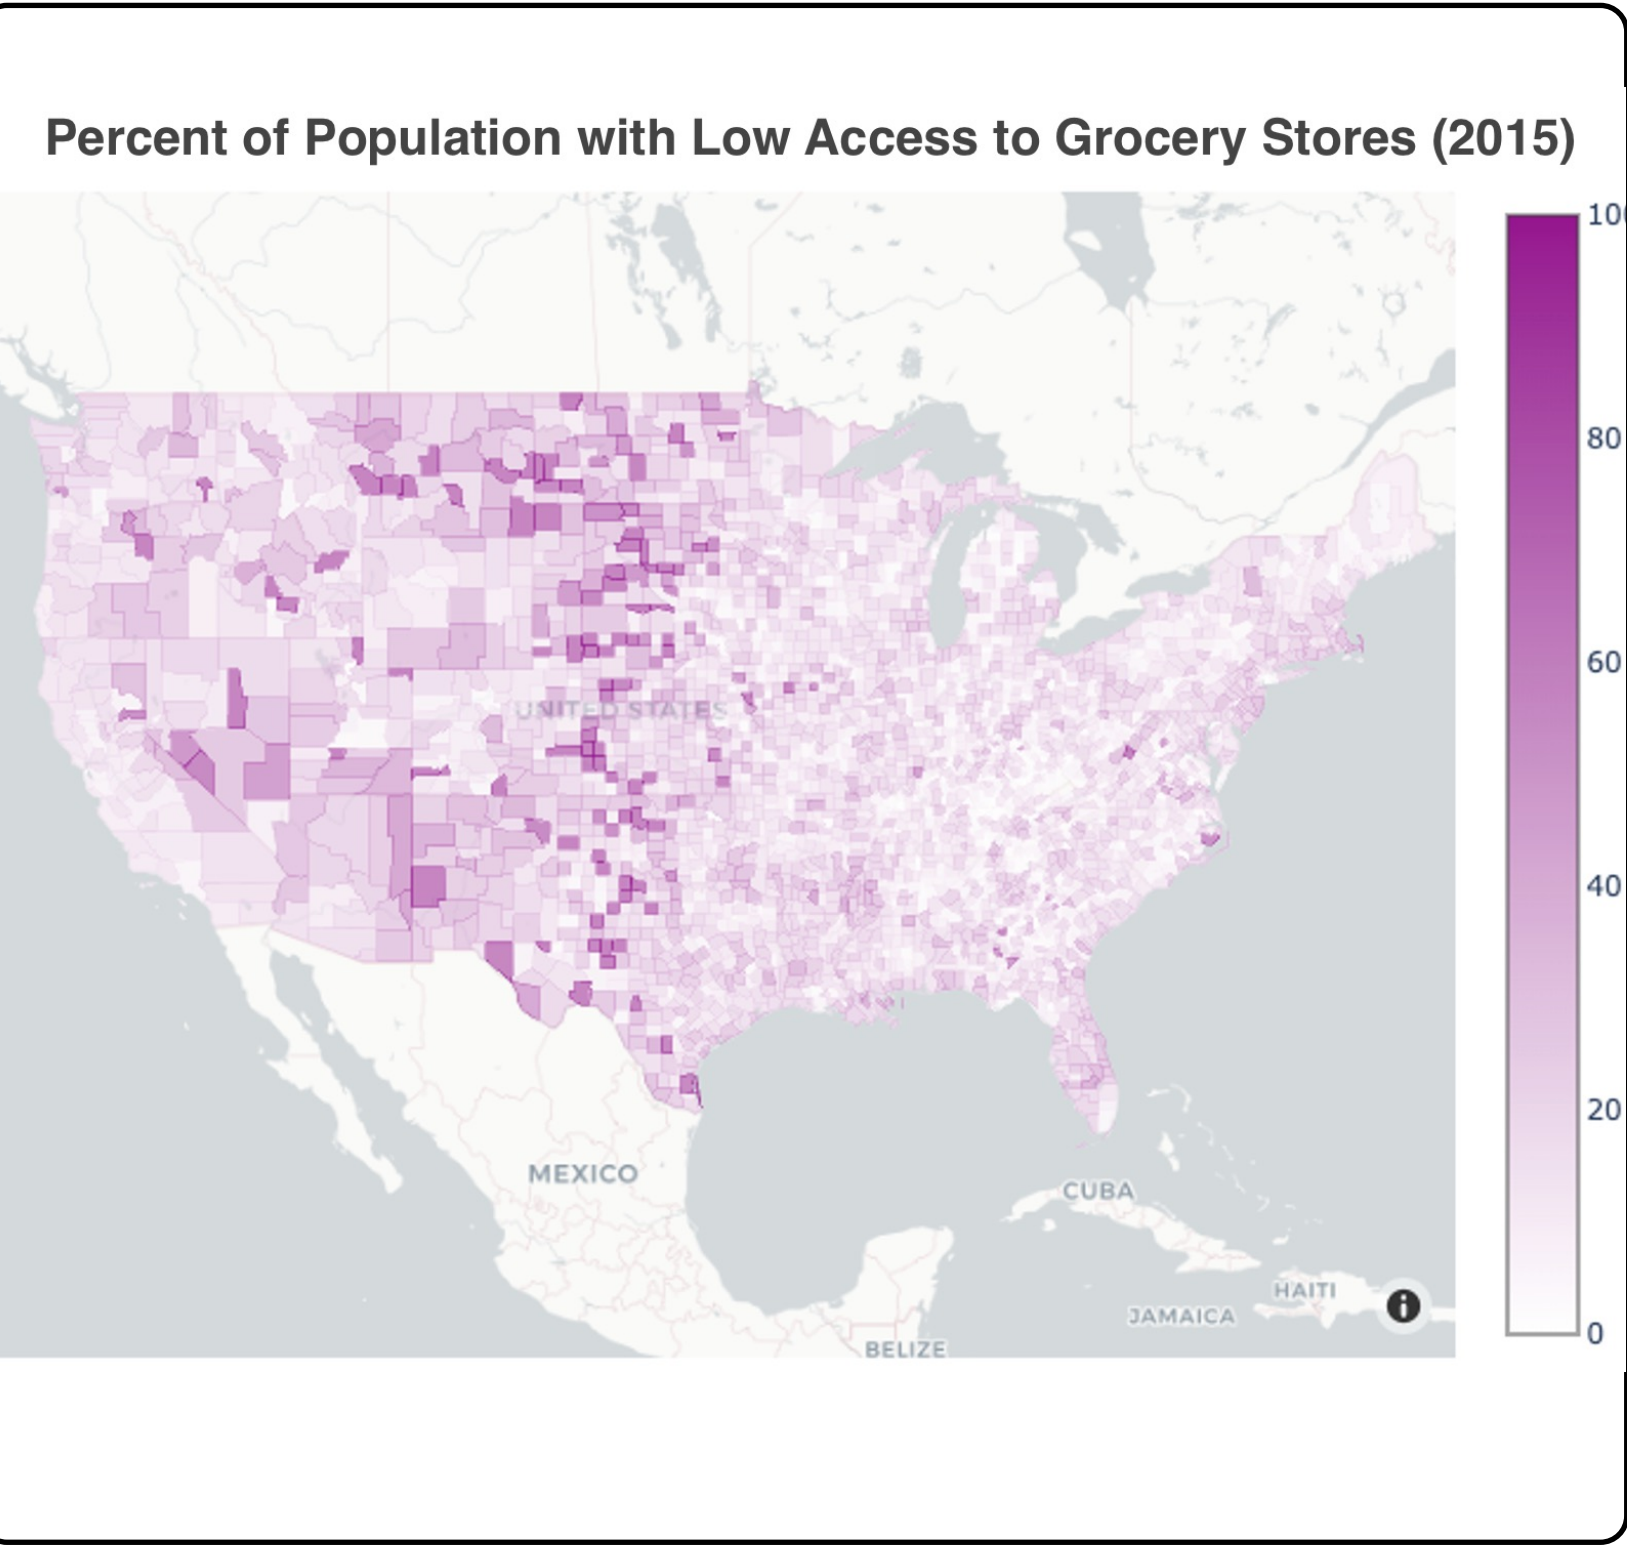 Percent of Population with Low Access to Grocery Stores (2015)
100
80
60
UNITED STATES
40
20
MEXICO
CUBA
HAITI
JAMAICA
0
BELIZE